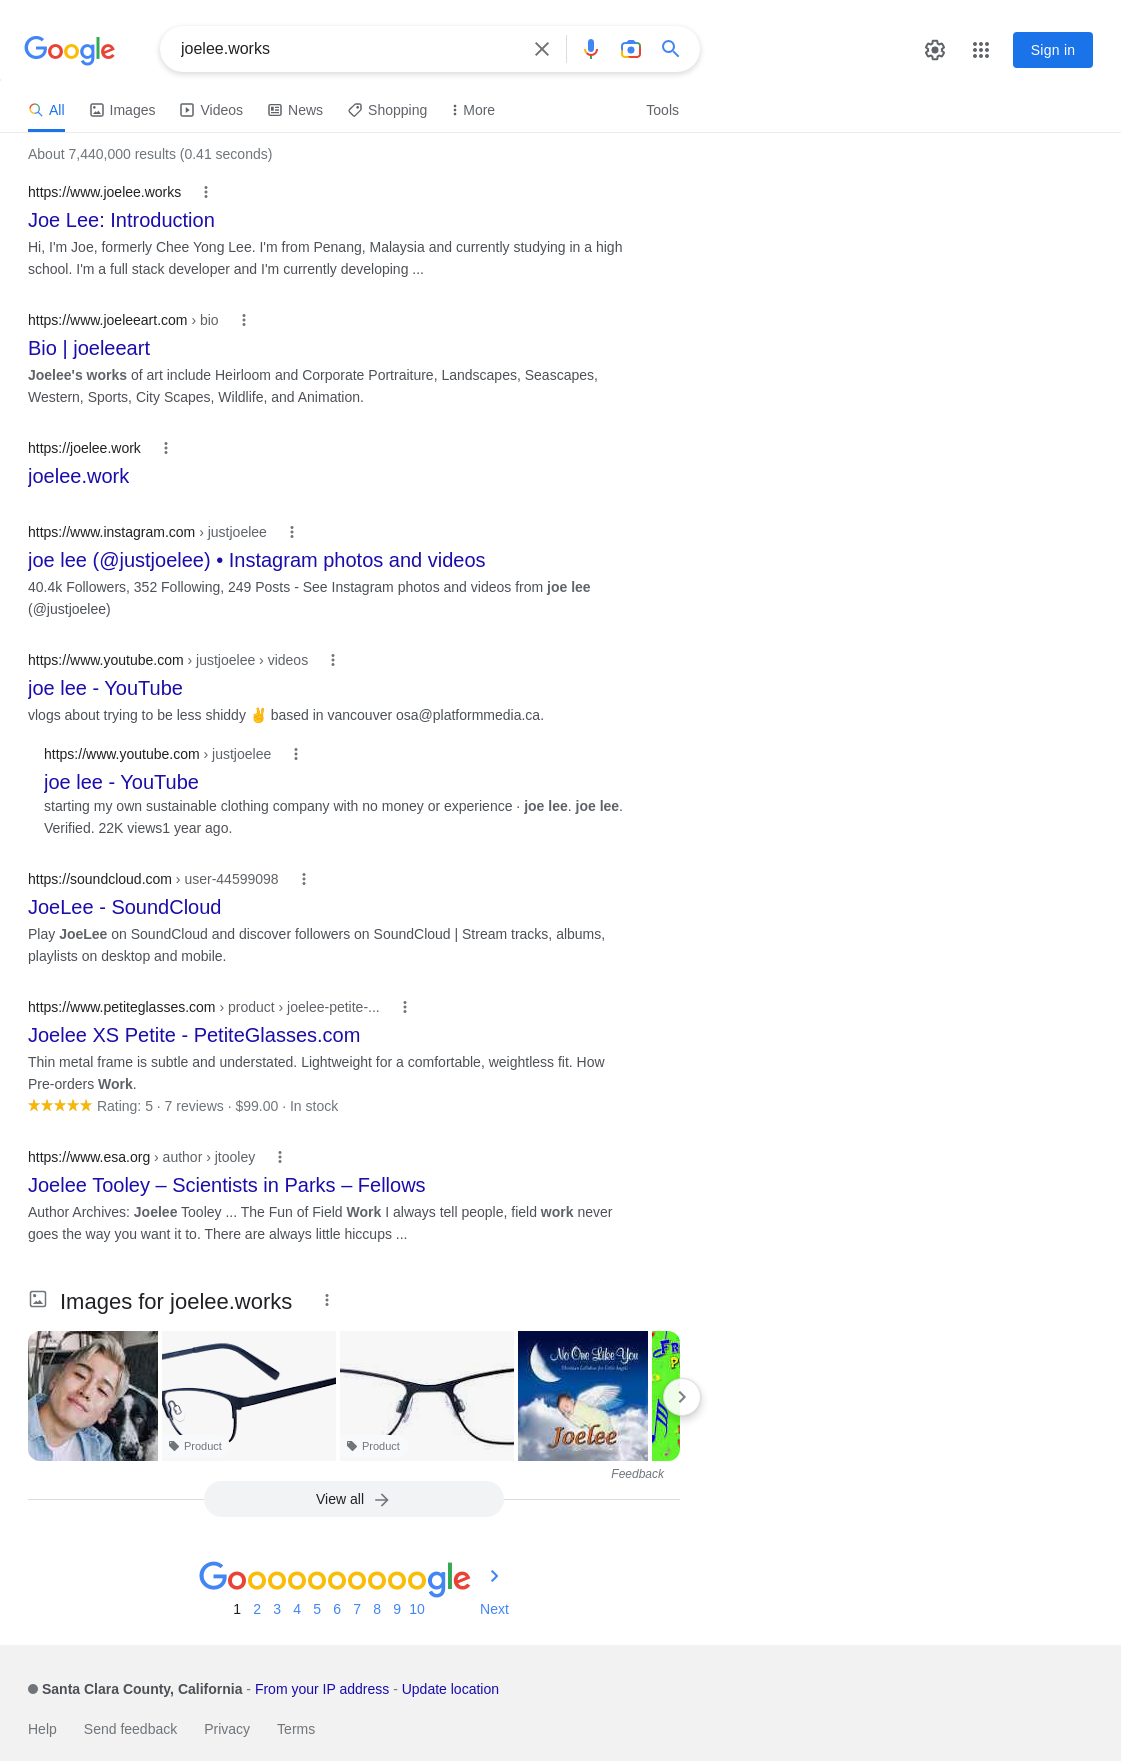 Google
joelee.works
Sign in
All Images Videos News Shopping More Tools
About 7,440,000 results (0.41 seconds)
https://www.joelee.works
Joe Lee: Introduction
Hi, I'm Joe, formerly Chee Yong Lee. I'm from Penang, Malaysia and currently studying in a high
school. I'm a full stack developer and I'm currently developing ...
https://www.joeleeart.com › bio
Bio | joeleeart
Joelee's works of art include Heirloom and Corporate Portraiture, Landscapes, Seascapes,
Western, Sports, City Scapes, Wildlife, and Animation.
https://joelee.work
joelee.work
https://www.instagram.com › justjoelee
joe lee (@justjoelee) • Instagram photos and videos
40.4k Followers, 352 Following, 249 Posts - See Instagram photos and videos from joe lee
(@justjoelee)
https://www.youtube.com › justjoelee › videos
joe lee - YouTube
vlogs about trying to be less shiddy ✌ based in vancouver osa@platformmedia.ca.
https://www.youtube.com › justjoelee
joe lee - YouTube
starting my own sustainable clothing company with no money or experience · joe lee. joe lee.
Verified. 22K views1 year ago.
https://soundcloud.com › user-44599098
JoeLee - SoundCloud
Play JoeLee on SoundCloud and discover followers on SoundCloud | Stream tracks, albums,
playlists on desktop and mobile.
https://www.petiteglasses.com › product › joelee-petite-...
Joelee XS Petite - PetiteGlasses.com
Thin metal frame is subtle and understated. Lightweight for a comfortable, weightless fit. How
Pre-orders Work.
Rating: 5 · 7 reviews · $99.00 · In stock
https://www.esa.org › author › jtooley
Joelee Tooley – Scientists in Parks – Fellows
Author Archives: Joelee Tooley ... The Fun of Field Work I always tell people, field work never
goes the way you want it to. There are always little hiccups ...
Images for joelee.works
No One Like You
Christian Lullabies for Little Angels
Joelee
Product
Product
Feedback
View all
Goooooooooogle
1 2 3 4 5 6 7 8 9 10 Next
Santa Clara County, California - From your IP address - Update location
Help Send feedback Privacy Terms